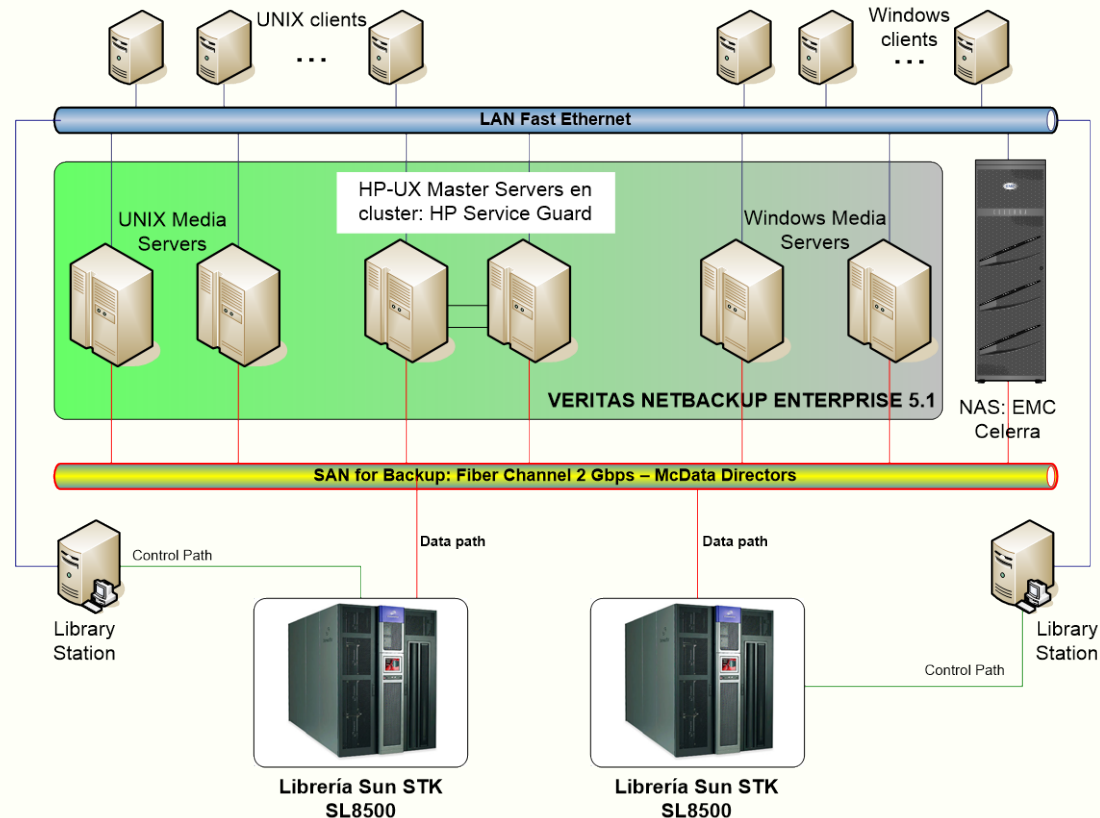 UNIX clients
...
Windows
clients
...
LAN Fast Ethernet
UNIX Media
Servers
HP-UX Master Servers en
cluster: HP Service Guard
Windows Media
Servers
VERITAS NETBACKUP ENTERPRISE 5.1
NAS: EMC
Celerra
SAN for Backup: Fiber Channel 2 Gbps – McData Directors
Control Path
Data path
Data path
Library
Station
Library
Station
Control Path
Librería Sun STK
SL8500
Librería Sun STK
SL8500